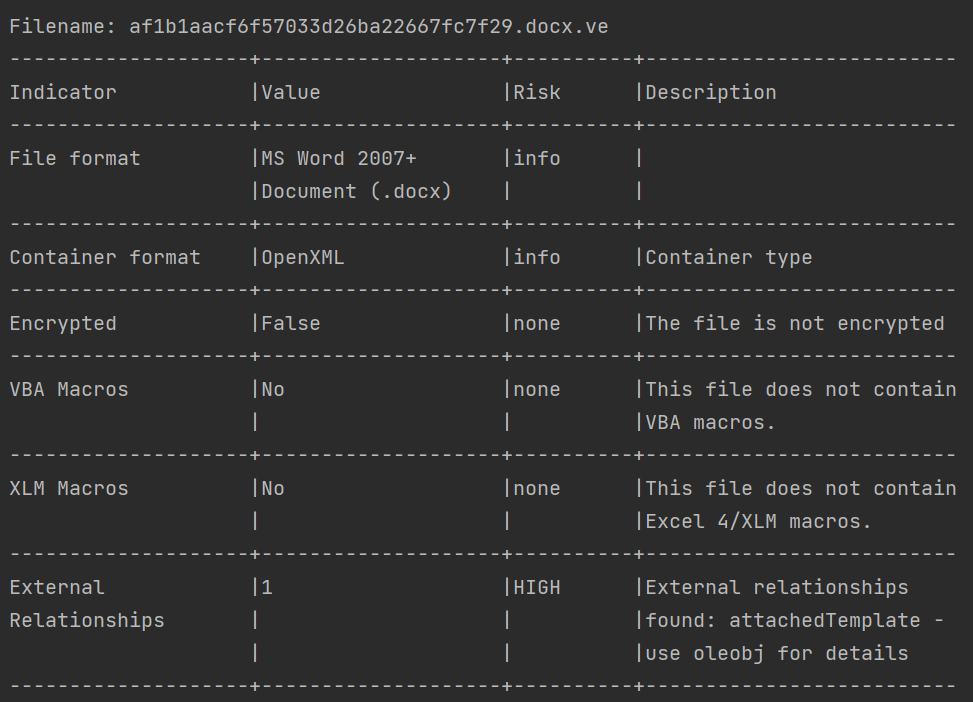 Filename: af1b1aacf6f57033d26ba22667fc7f29.docx.ve
--------------------+--------------------+----------+--------------------------
Indicator           |Value               |Risk      |Description
--------------------+--------------------+----------+--------------------------
File format         |MS Word 2007+       |info      |
                    |Document (.docx)    |          |
--------------------+--------------------+----------+--------------------------
Container format    |OpenXML             |info      |Container type
--------------------+--------------------+----------+--------------------------
Encrypted           |False               |none      |The file is not encrypted
--------------------+--------------------+----------+--------------------------
VBA Macros          |No                  |none      |This file does not contain
                    |                    |          |VBA macros.
--------------------+--------------------+----------+--------------------------
XLM Macros          |No                  |none      |This file does not contain
                    |                    |          |Excel 4/XLM macros.
--------------------+--------------------+----------+--------------------------
External            |1                   |HIGH      |External relationships
Relationships       |                    |          |found: attachedTemplate -
                    |                    |          |use oleobj for details
--------------------+--------------------+----------+--------------------------